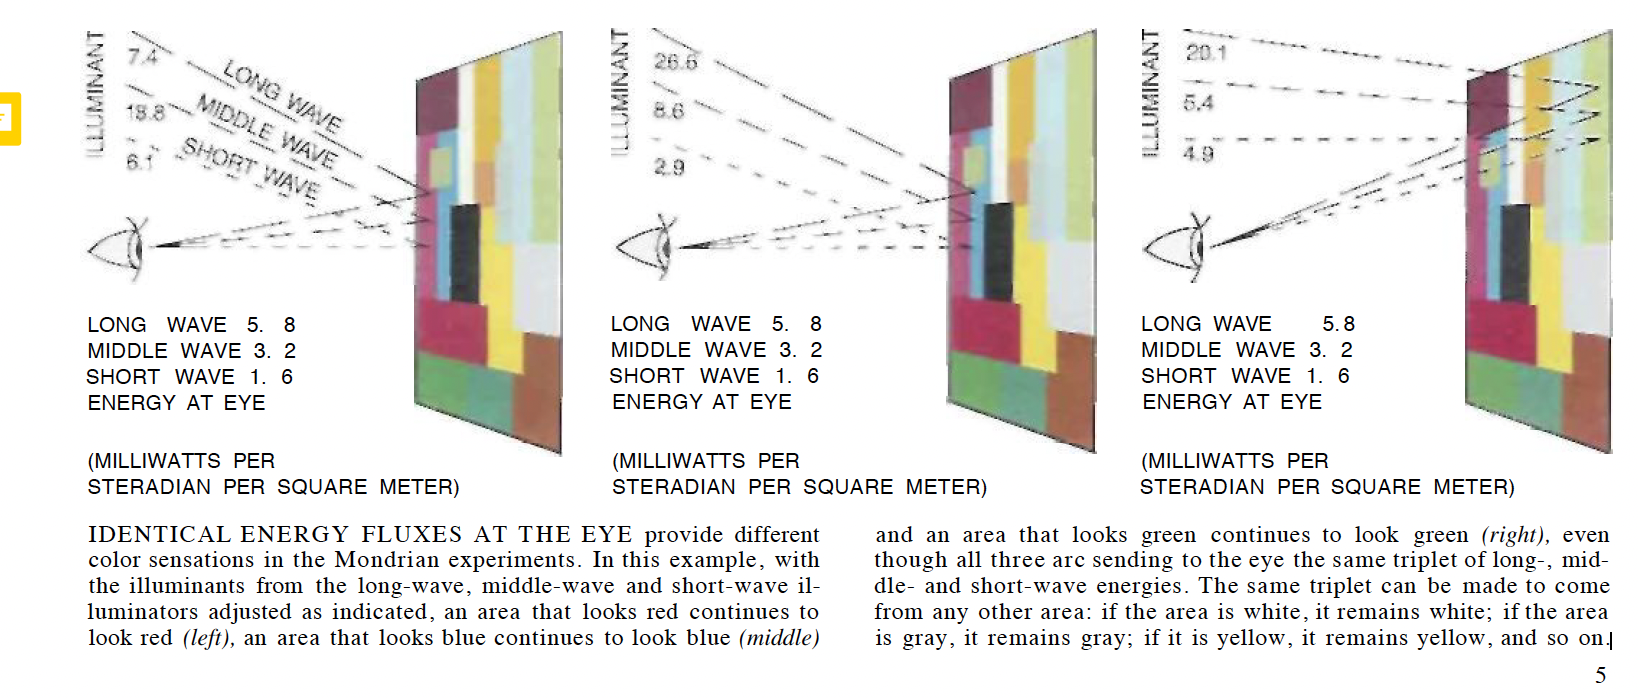 ILLUMINANT
7.4
18.8
6.1
LONG WAVE
MIDDLE WAVE
SHORT WAVE
LONG WAVE 5. 8
MIDDLE WAVE 3. 2
SHORT WAVE 1. 6
ENERGY AT EYE
(MILLIWATTS PER
STERADIAN PER SQUARE METER)
ILLUMINANT
26.6
8.6
2.9
LONG WAVE 5. 8
MIDDLE WAVE 3. 2
SHORT WAVE 1. 6
ENERGY AT EYE
(MILLIWATTS PER
STERADIAN PER SQUARE METER)
ILLUMINANT
20.1
5.4
4.9
LONG WAVE 5.8
MIDDLE WAVE 3. 2
SHORT WAVE 1. 6
ENERGY AT EYE
(MILLIWATTS PER
STERADIAN PER SQUARE METER)
IDENTICAL ENERGY FLUXES AT THE EYE provide different
color sensations in the Mondrian experiments. In this example, with
the illuminants from the long-wave, middle-wave and short-wave il-
luminators adjusted as indicated, an area that looks red continues to
look red (left), an area that looks blue continues to look blue (middle)
and an area that looks green continues to look green (right), even
though all three arc sending to the eye the same triplet of long-, mid-
dle- and short-wave energies. The same triplet can be made to come
from any other area: if the area is white, it remains white; if the area
is gray, it remains gray; if it is yellow, it remains yellow, and so on.
5